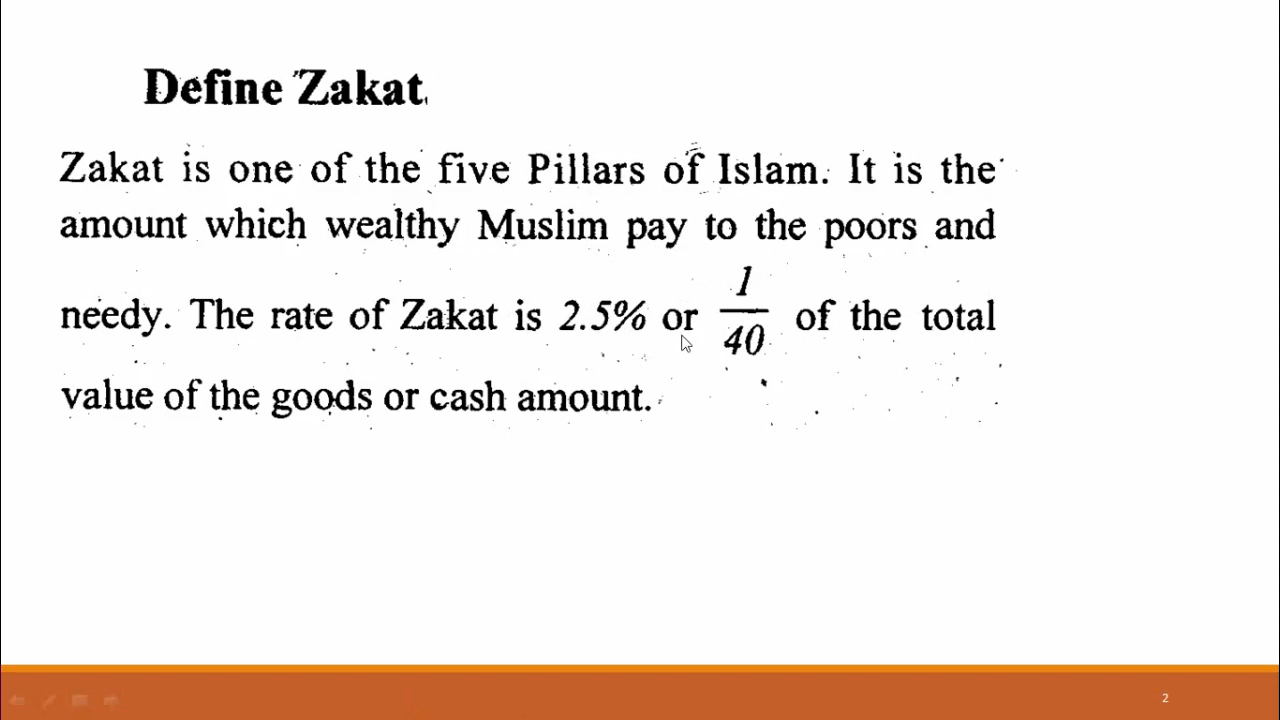 Define Zakat
Zakat is one of the five Pillars of Islam. It is the
amount which wealthy Muslim pay to the poors and
needy. The rate of Zakat is 2.5% or 1/40 of the total
value of the goods or cash amount.
2